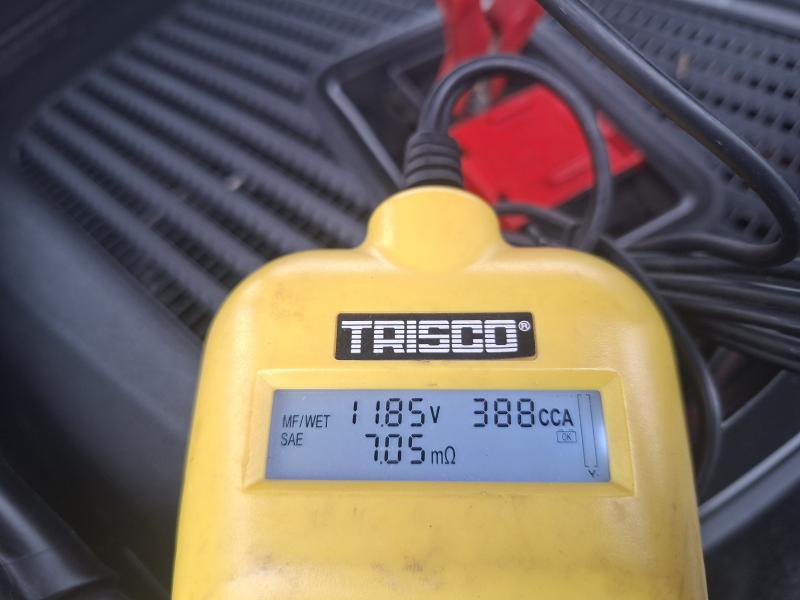 TRISCO®
MF/WET 11.85V 388CCA
SAE 7.05mΩ
OK